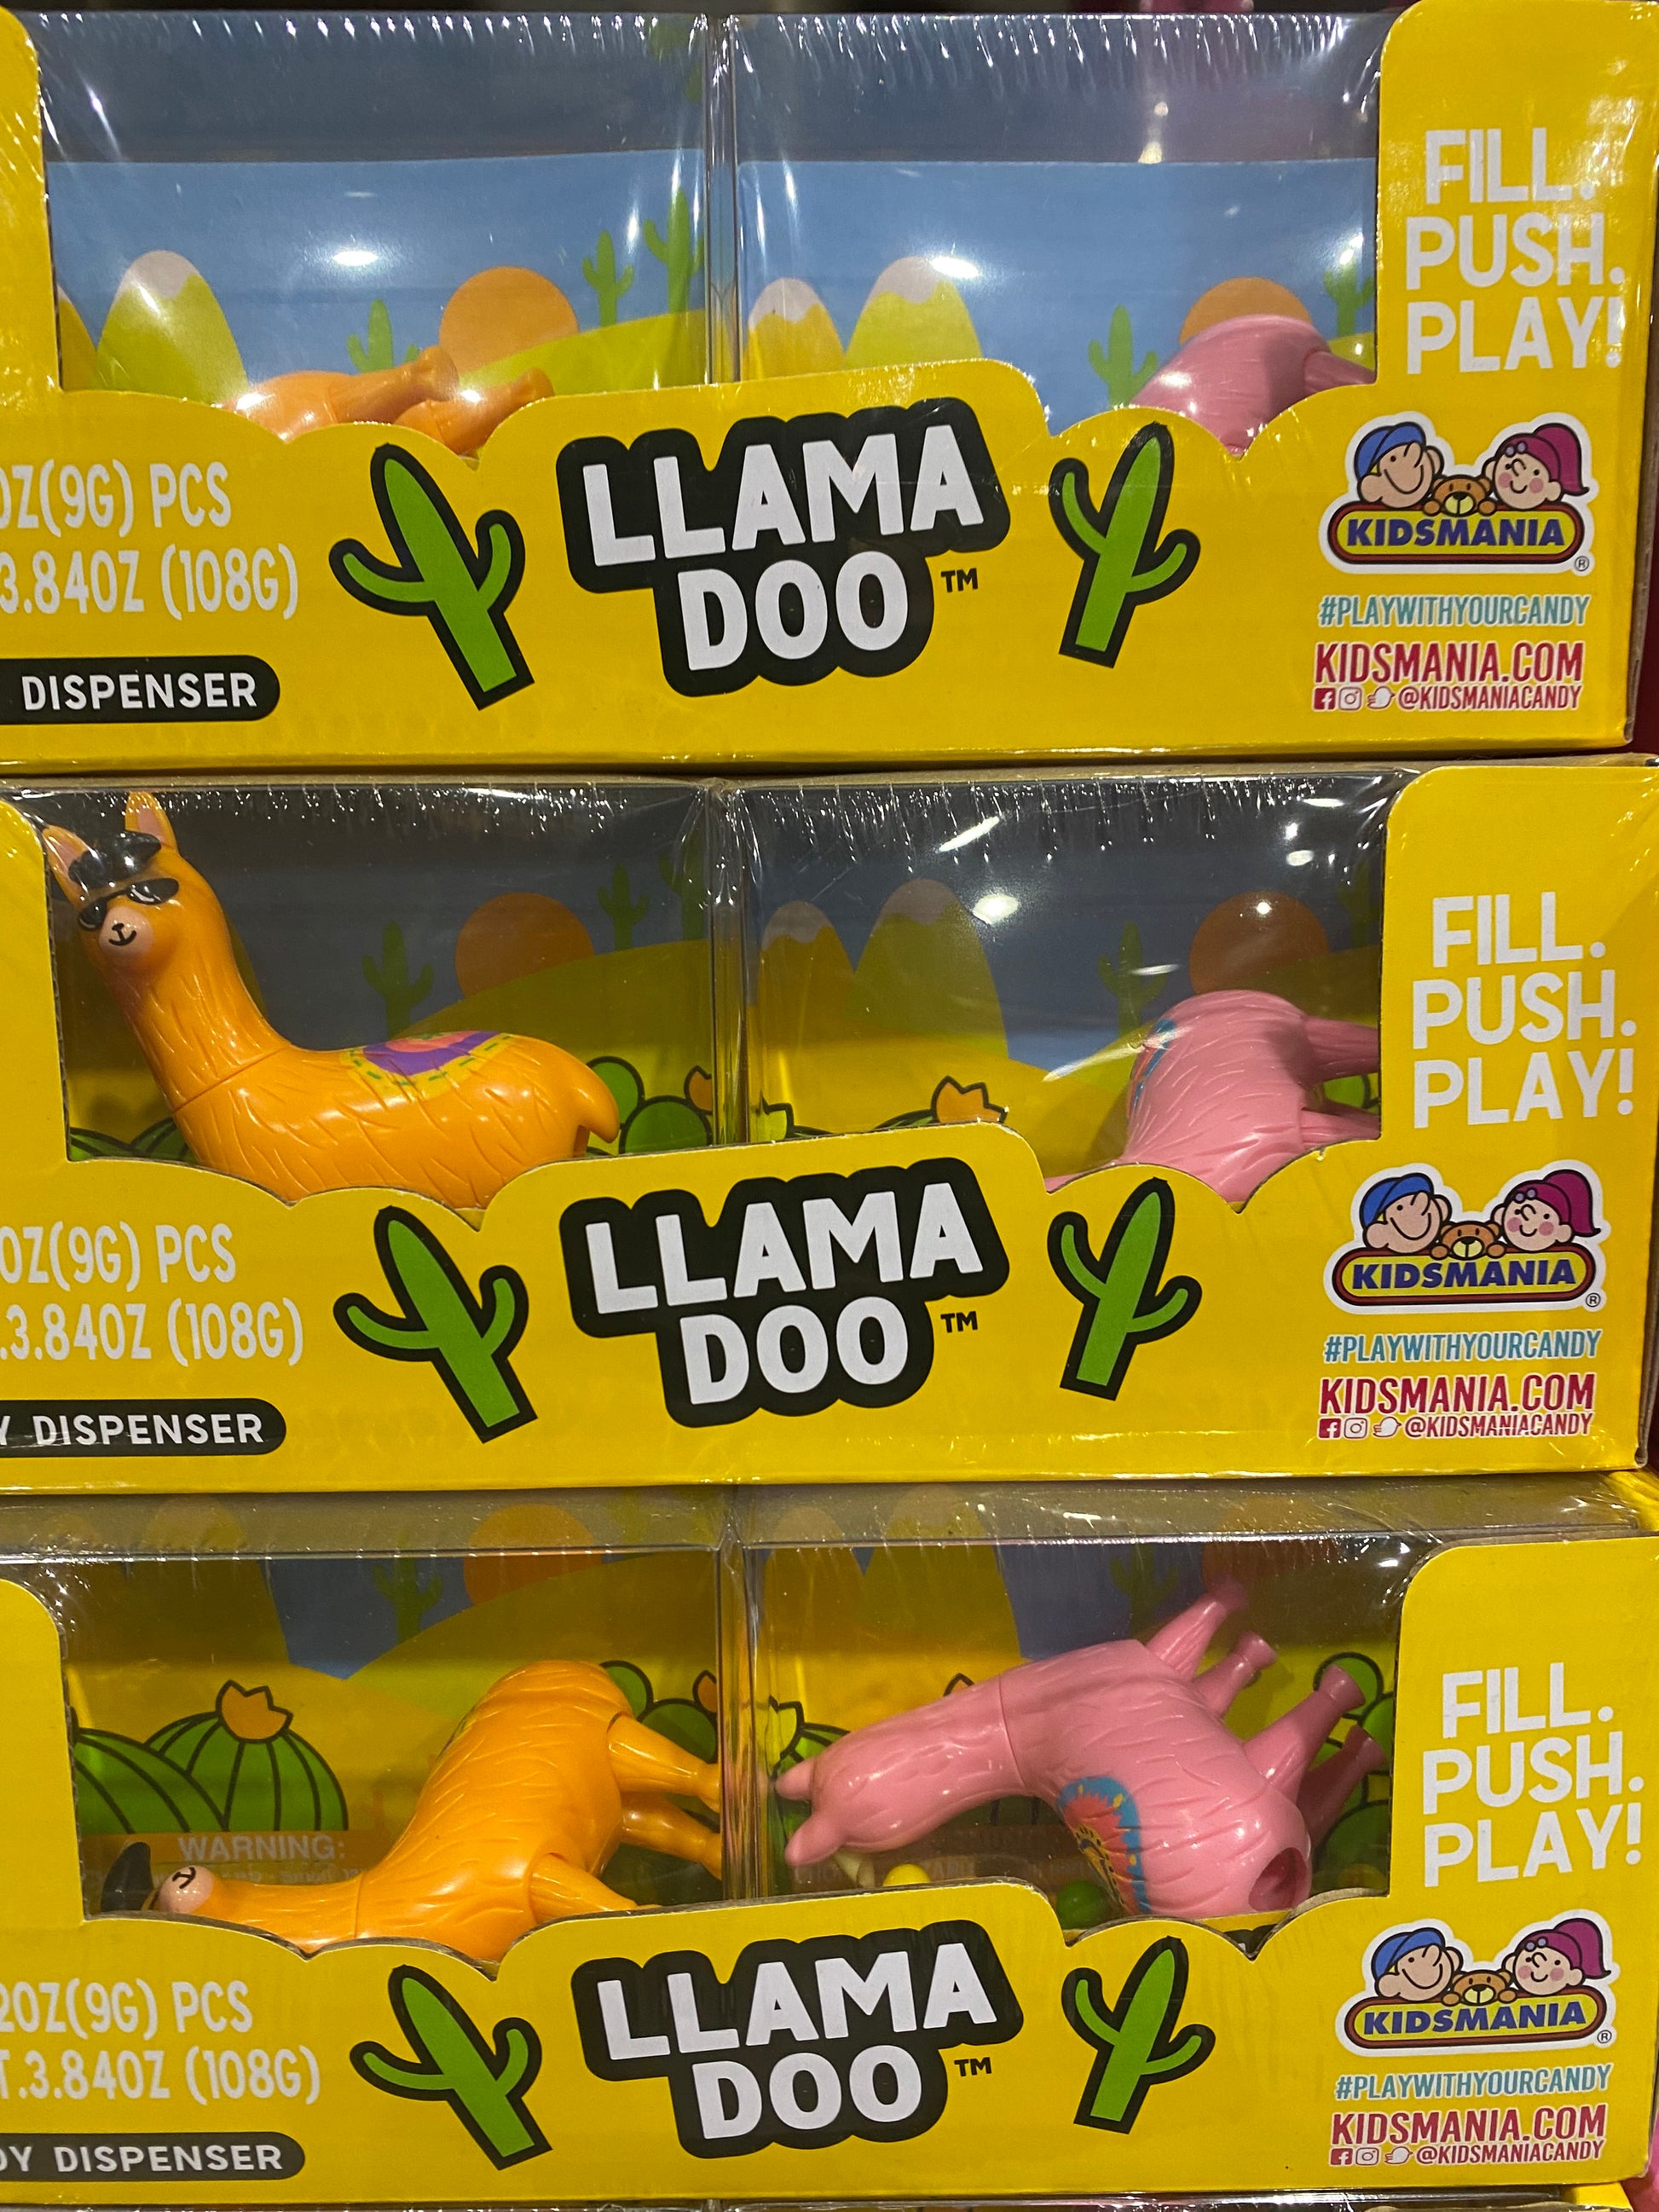 FILL.
PUSH.
PLAY!
LLAMA
DOO™
OZ(9G) PCS
3.84OZ (108G)
DISPENSER
KIDSMANIA®
#PLAYWITHYOURCANDY
KIDSMANIA.COM
@KIDSMANIACANDY
FILL.
PUSH.
PLAY!
LLAMA
DOO™
OZ(9G) PCS
.3.84OZ (108G)
Y DISPENSER
KIDSMANIA®
#PLAYWITHYOURCANDY
KIDSMANIA.COM
@KIDSMANIACANDY
FILL.
PUSH.
PLAY!
WARNING:
LLAMA
DOO™
2OZ(9G) PCS
T.3.84OZ (108G)
DY DISPENSER
KIDSMANIA®
#PLAYWITHYOURCANDY
KIDSMANIA.COM
@KIDSMANIACANDY